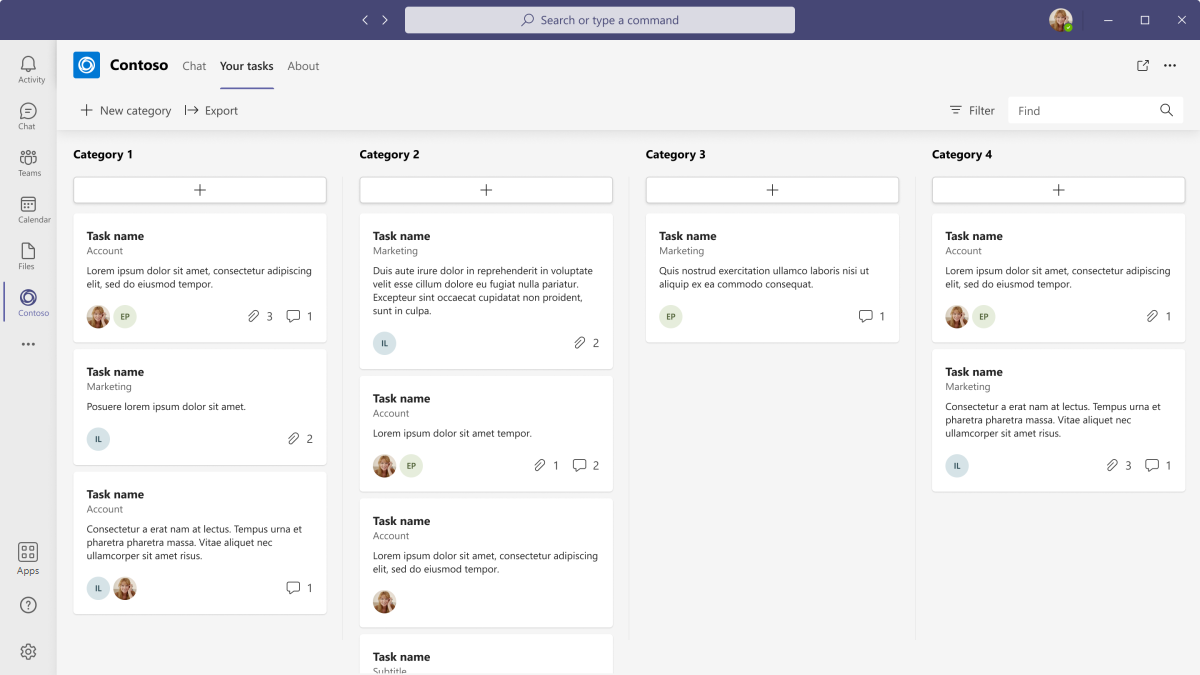 Search or type a command
Activity
Chat
Teams
Calendar
Files
Contoso
Apps
Contoso
Chat
Your tasks
About
New category
Export
Filter
Find
Category 1
Task name
Account
Lorem ipsum dolor sit amet, consectetur adipiscing
elit, sed do eiusmod tempor.
EP
3
1
Task name
Marketing
Posuere lorem ipsum dolor sit amet.
IL
2
Task name
Account
Consectetur a erat nam at lectus. Tempus urna et
pharetra pharetra massa. Vitae aliquet nec
ullamcorper sit amet risus.
IL
1
Category 2
Task name
Marketing
Duis aute irure dolor in reprehenderit in voluptate
velit esse cillum dolore eu fugiat nulla pariatur.
Excepteur sint occaecat cupidatat non proident,
sunt in culpa.
IL
2
Task name
Account
Lorem ipsum dolor sit amet tempor.
EP
1
2
Task name
Account
Lorem ipsum dolor sit amet, consectetur adipiscing
elit, sed do eiusmod tempor.
Task name
Subtitle
Category 3
Task name
Marketing
Quis nostrud exercitation ullamco laboris nisi ut
aliquip ex ea commodo consequat.
EP
1
Category 4
Task name
Account
Lorem ipsum dolor sit amet, consectetur adipiscing
elit, sed do eiusmod tempor.
EP
1
Task name
Marketing
Consectetur a erat nam at lectus. Tempus urna et
pharetra pharetra massa. Vitae aliquet nec
ullamcorper sit amet risus.
IL
3
1